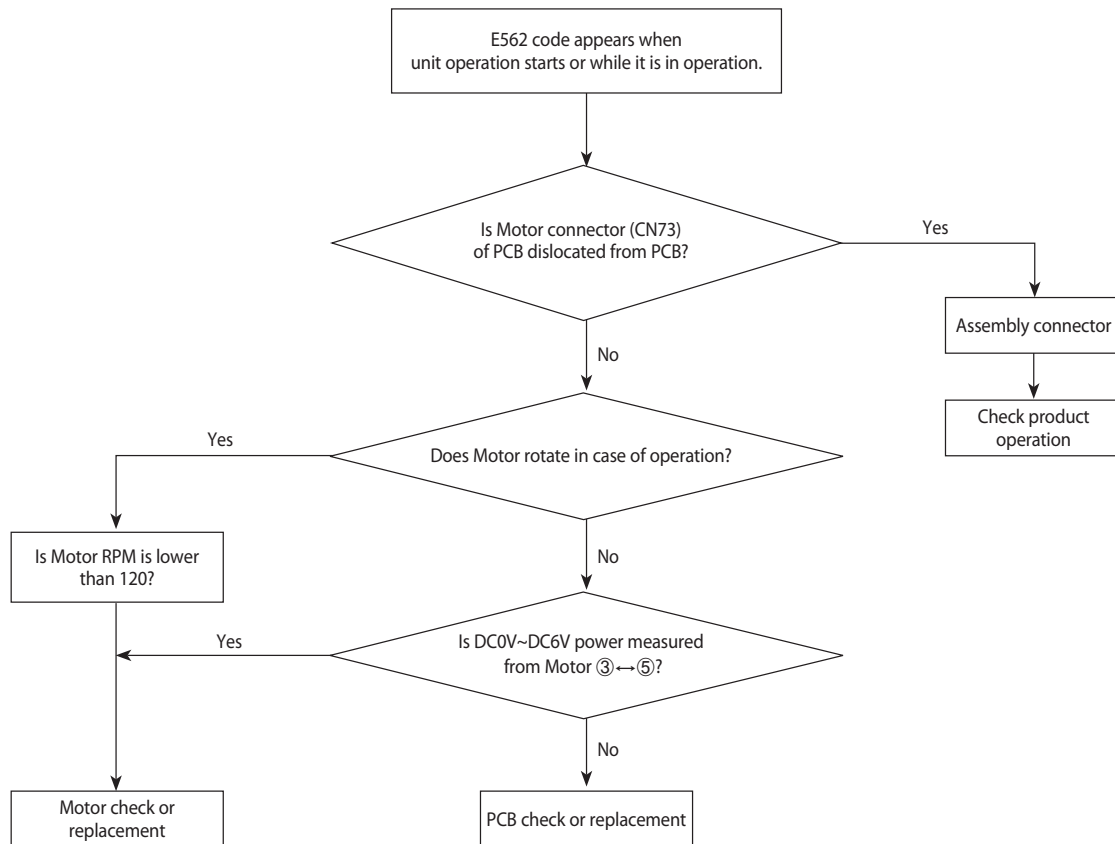 E562 code appears when
unit operation starts or while it is in operation.
Is Motor connector (CN73)
of PCB dislocated from PCB?
Yes
Assembly connector
No
Check product
operation
Yes
Does Motor rotate in case of operation?
Is Motor RPM is lower
than 120?
No
Yes
Is DC0V~DC6V power measured
from Motor ③↔⑤?
No
Motor check or
replacement
PCB check or replacement